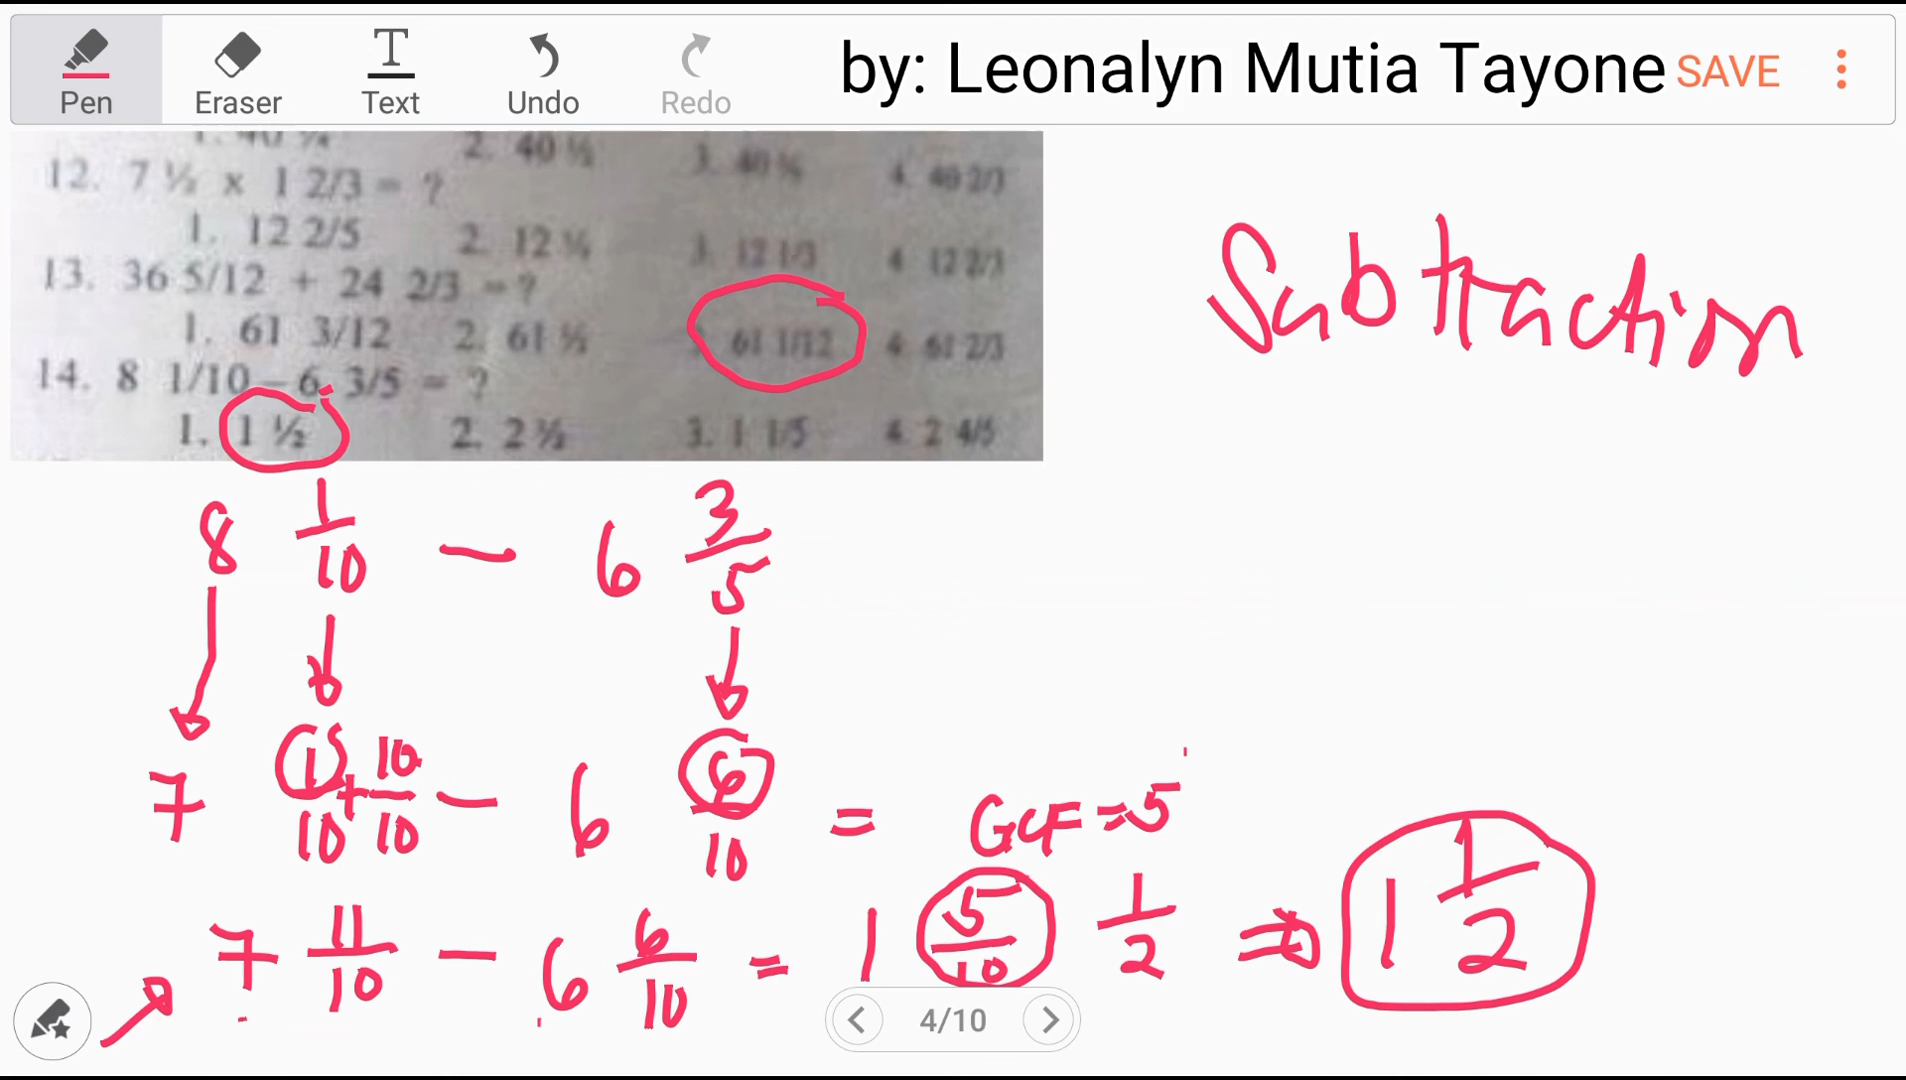 Pen Eraser Text Undo Redo by: Leonalyn Mutia Tayone SAVE
2. 40 ½ 4. 40 2/3
12. 7 ½ x 1 2/3 = ?
1. 12 2/5 2. 12 ¼ 3. 12 1/3 4. 12 2/3
13. 36 5/12 + 24 2/3 = ?
1. 61 3/12 2. 61 ⅓ 61 1/12 4. 61 2/3
14. 8 1/10 – 6 3/5 = ?
1. 1 ½ 2. 2 ½ 3. 1 1/5 4. 2 4/5
Subtraction
8 1/10 - 6 3/5
7 1/10 + 10/10 - 6 6/10 =
GCF = 5
7 11/10 - 6 6/10 = 1 5/10 1/2 ⇒ 1 1/2
4/10